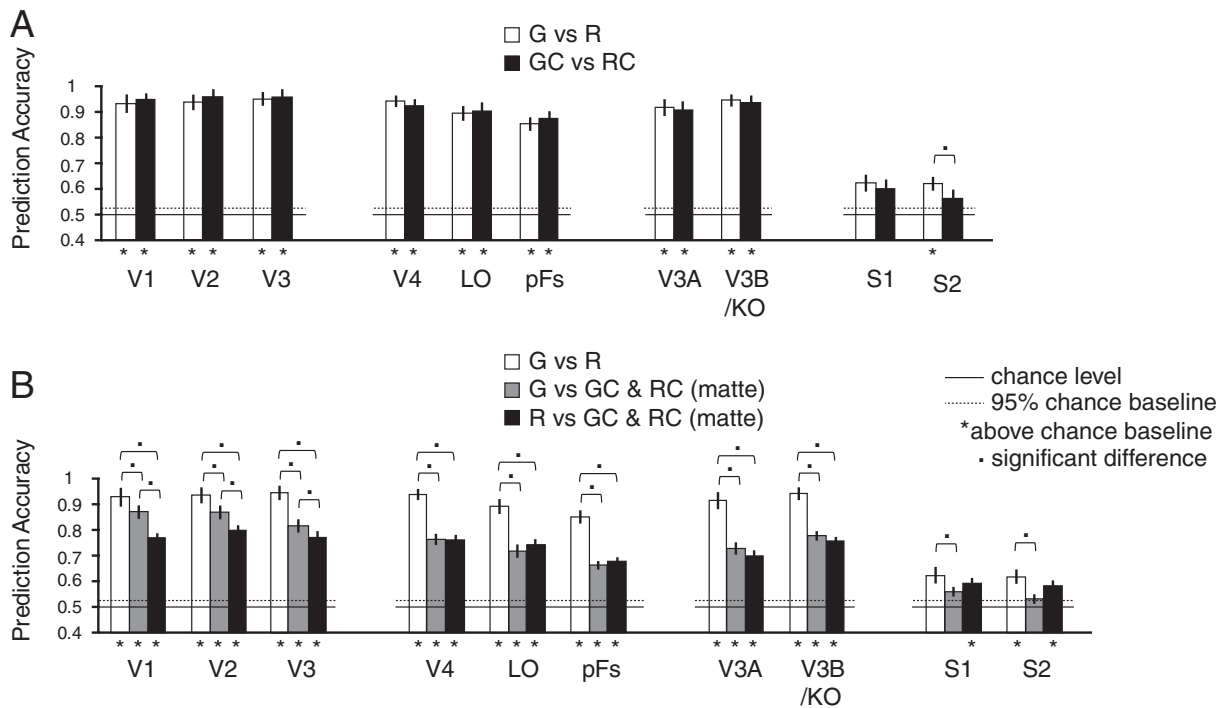 A
G vs R
GC vs RC
Prediction Accuracy
1
0.9
0.8
0.7
0.6
0.5
0.4
* * * * * * * * * * * * * * * * *
V1 V2 V3 V4 LO pFs V3A V3B /KO S1 S2
B
G vs R
G vs GC & RC (matte)
R vs GC & RC (matte)
chance level
95% chance baseline
*above chance baseline
▪ significant difference
Prediction Accuracy
1
0.9
0.8
0.7
0.6
0.5
0.4
* * * * * * * * * * * * * * * * * * * * * * * * * * *
V1 V2 V3 V4 LO pFs V3A V3B /KO S1 S2